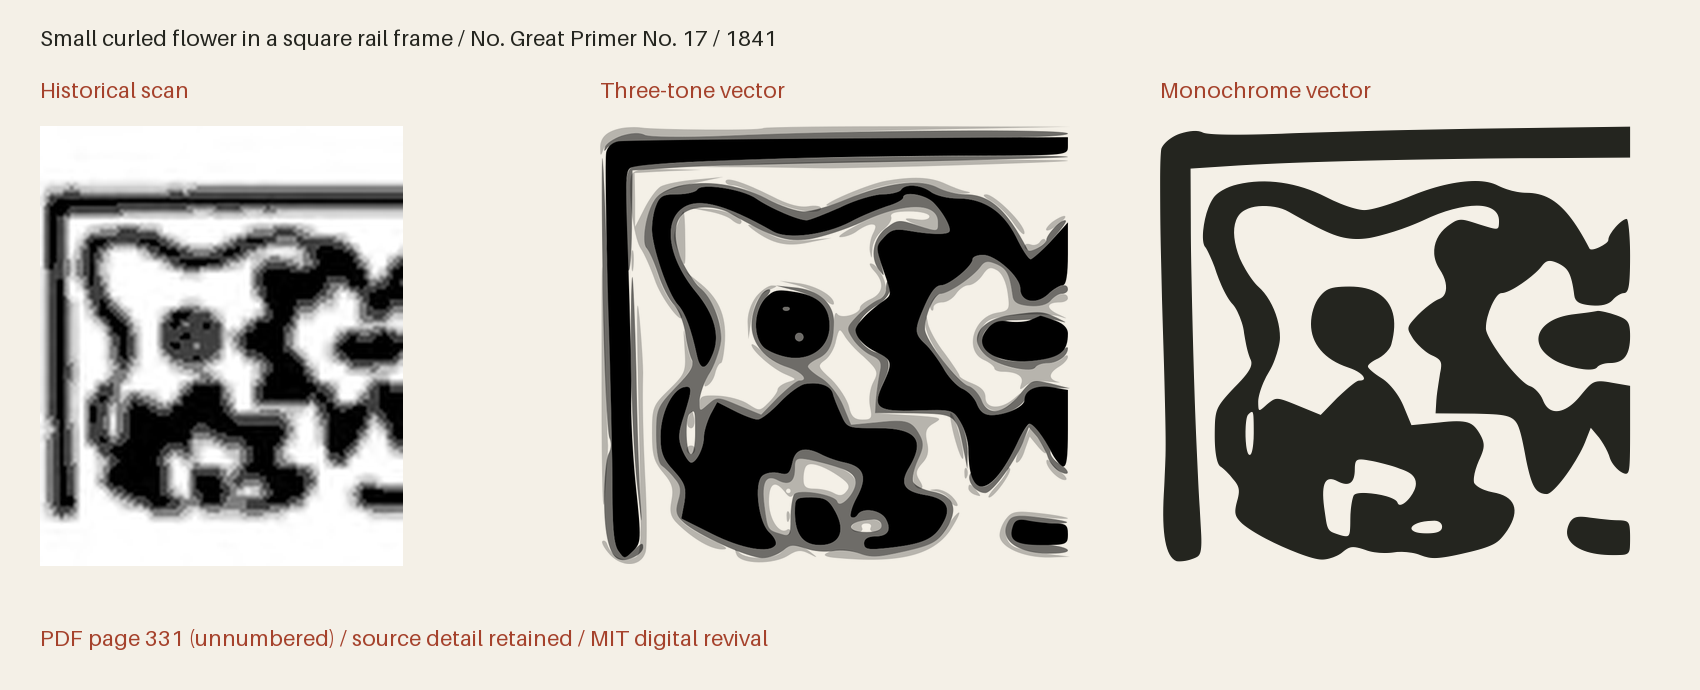 Small curled flower in a square rail frame / No. Great Primer No. 17 / 1841
Historical scan
Three-tone vector
Monochrome vector
PDF page 331 (unnumbered) / source detail retained / MIT digital revival